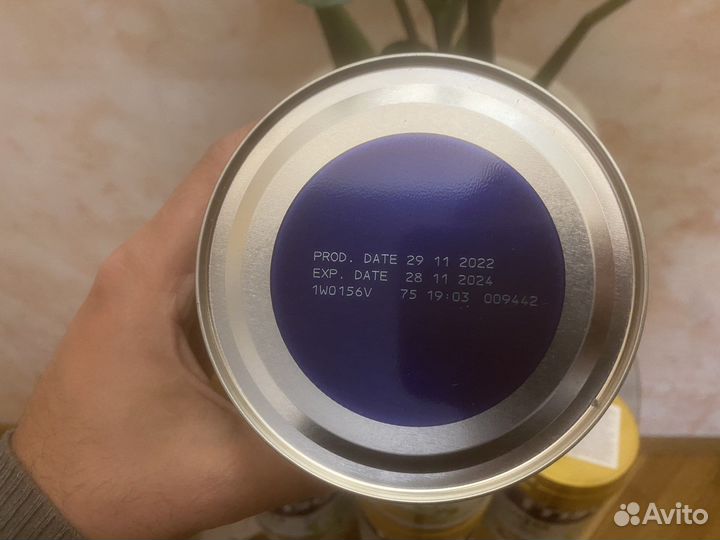 PROD. DATE 29 11 2022
EXP. DATE 28 11 2024
1W0156V 75 19:03 009442
Avito